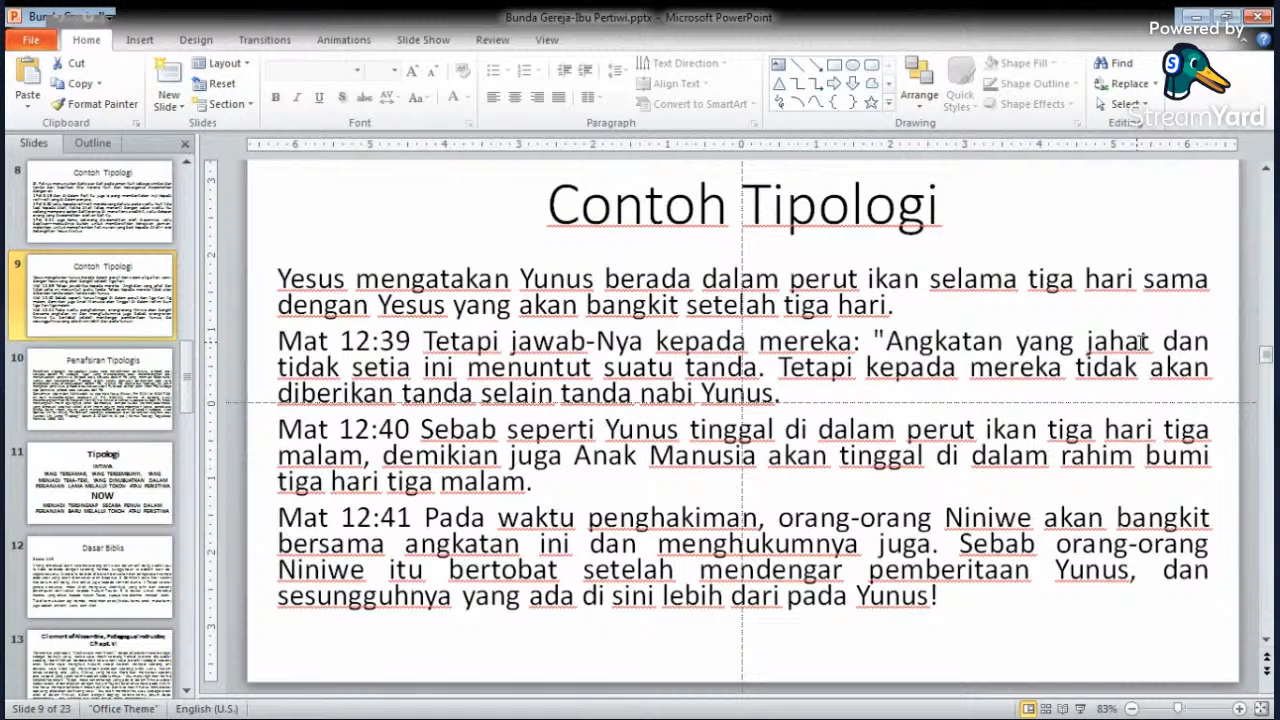 Bunda Gereja-Ibu Pertiwi.pptx - Microsoft PowerPoint
Powered by
StreamYard
File Home Insert Design Transitions Animations Slide Show Review View
Paste
Cut
Copy
Format Painter
Clipboard
New Slide
Layout
Reset
Section
Slides
Font
Text Direction
Align Text
Convert to SmartArt
Paragraph
Arrange
Quick Styles
Shape Fill
Shape Outline
Shape Effects
Drawing
Find
Replace
Select
Slides Outline
8
Contoh Tipologi
9
Contoh Tipologi
10
Penafsiran Tipologis
11
Tipologi
INTINYA
NOW
12
Dasar Biblis
13
Contoh Tipologi
Yesus mengatakan Yunus berada dalam perut ikan selama tiga hari sama
dengan Yesus yang akan bangkit setelah tiga hari.
Mat 12:39 Tetapi jawab-Nya kepada mereka: "Angkatan yang jahat dan
tidak setia ini menuntut suatu tanda. Tetapi kepada mereka tidak akan
diberikan tanda selain tanda nabi Yunus.
Mat 12:40 Sebab seperti Yunus tinggal di dalam perut ikan tiga hari tiga
malam, demikian juga Anak Manusia akan tinggal di dalam rahim bumi
tiga hari tiga malam.
Mat 12:41 Pada waktu penghakiman, orang-orang Niniwe akan bangkit
bersama angkatan ini dan menghukumnya juga. Sebab orang-orang
Niniwe itu bertobat setelah mendengar pemberitaan Yunus, dan
sesungguhnya yang ada di sini lebih dari pada Yunus!
Slide 9 of 23 "Office Theme" English (U.S.) 83%